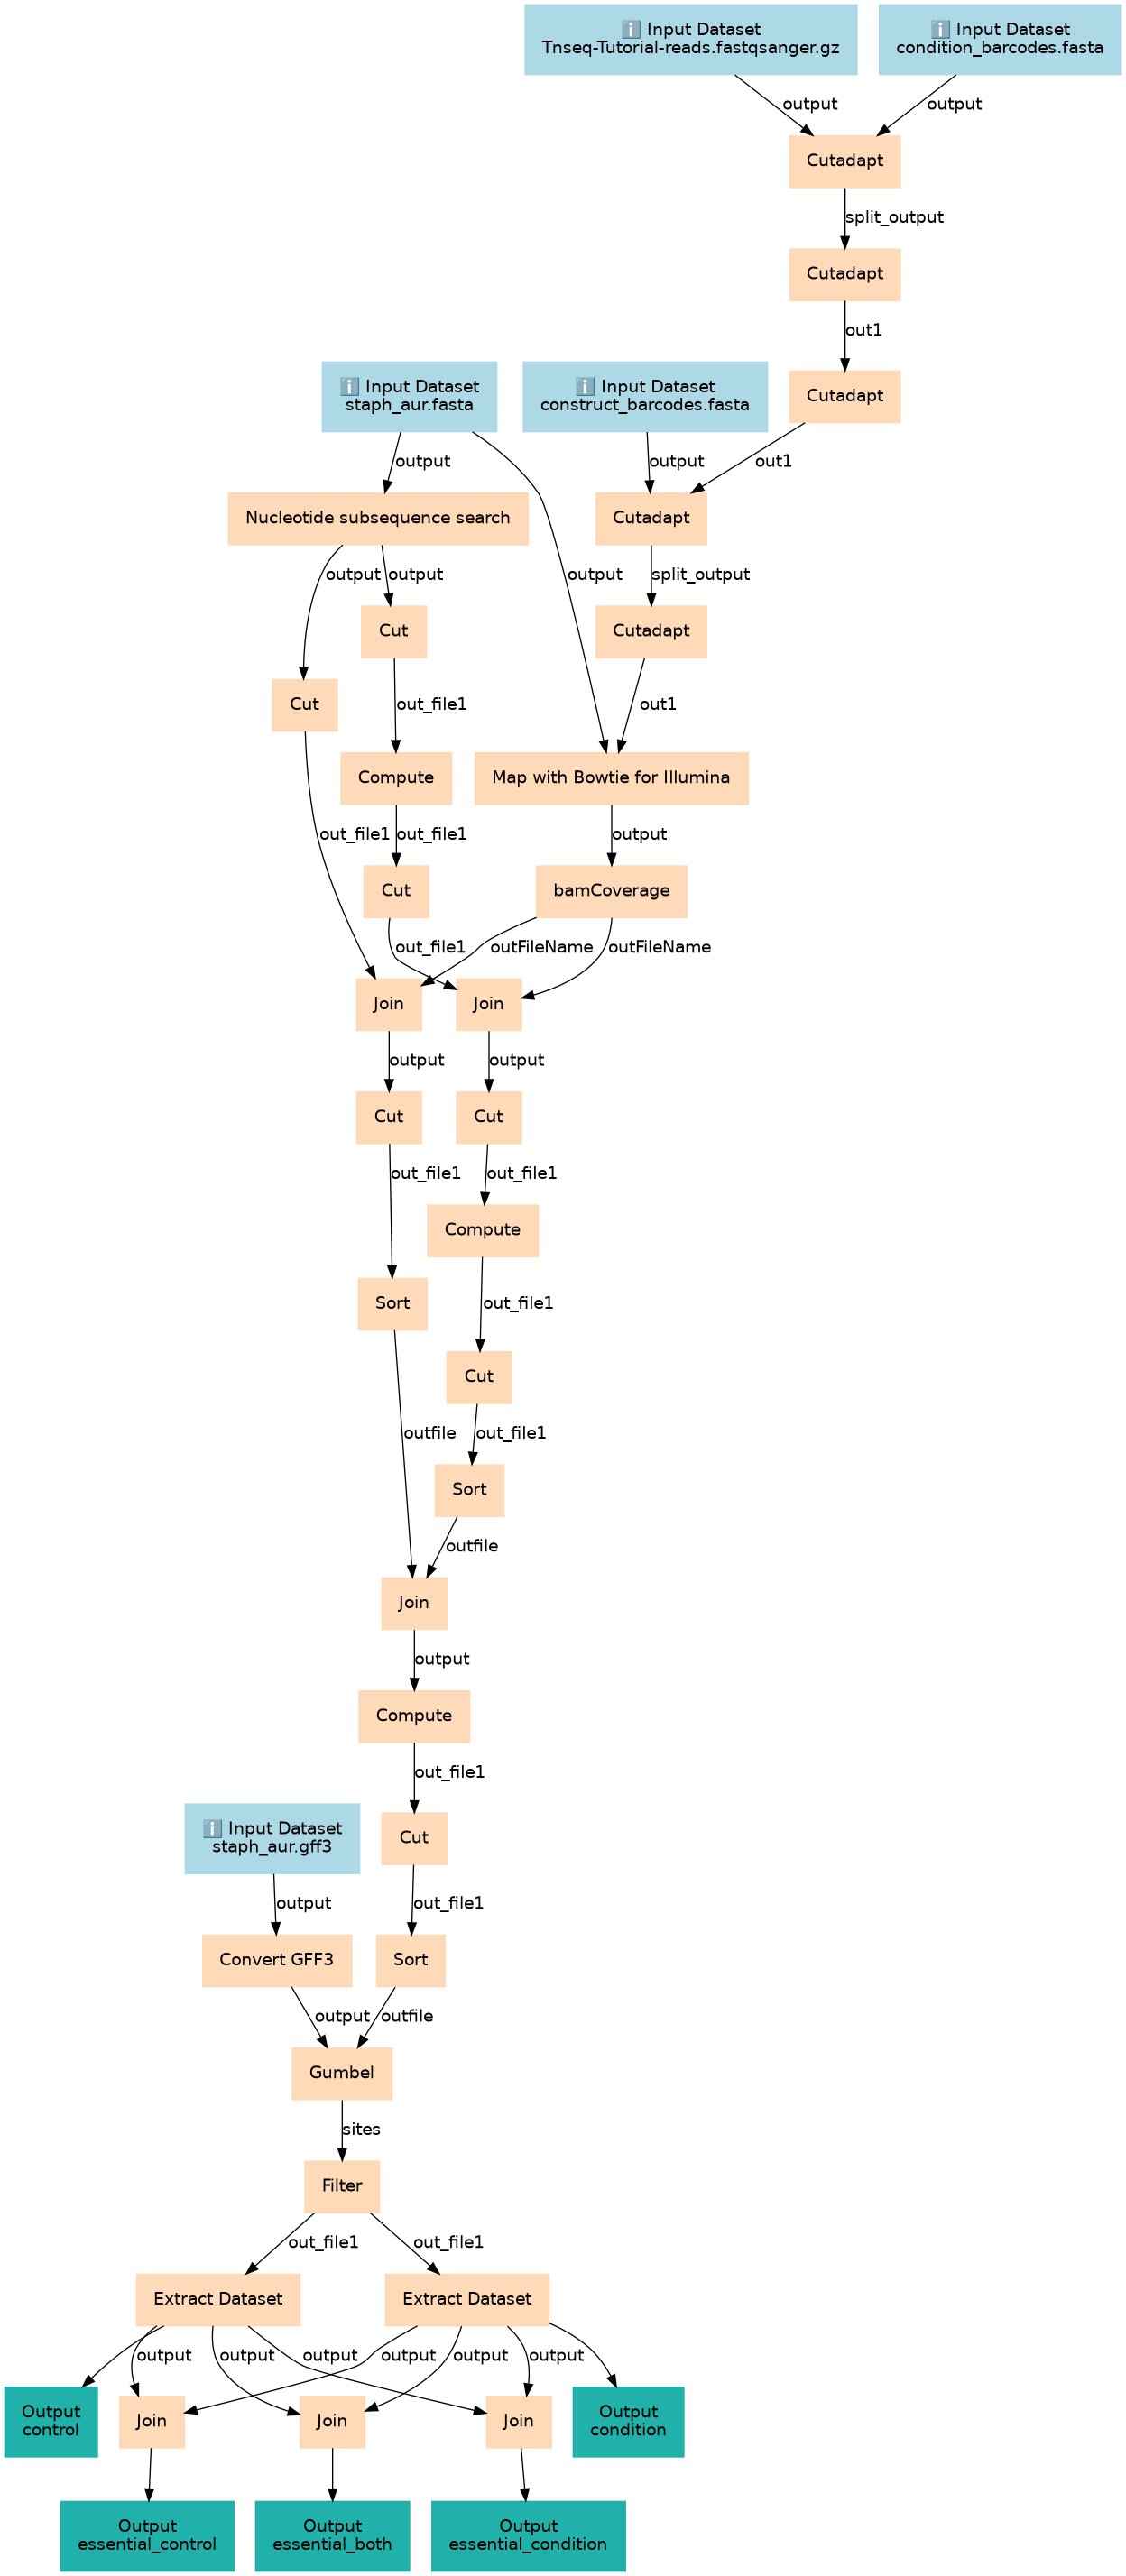 ℹ️ Input Dataset
Tnseq-Tutorial-reads.fastqsanger.gz
ℹ️ Input Dataset
condition_barcodes.fasta
output
output
Cutadapt
split_output
Cutadapt
out1
ℹ️ Input Dataset
staph_aur.fasta
ℹ️ Input Dataset
construct_barcodes.fasta
Cutadapt
output
output
out1
Nucleotide subsequence search
Cutadapt
output
output
output
split_output
Cut
Cutadapt
Cut
out_file1
out1
Compute
Map with Bowtie for Illumina
out_file1
out_file1
output
Cut
bamCoverage
out_file1
outFileName
outFileName
Join
Join
output
output
Cut
Cut
out_file1
out_file1
Compute
Sort
out_file1
Cut
outfile
out_file1
Sort
outfile
Join
output
Compute
out_file1
ℹ️ Input Dataset
staph_aur.gff3
Cut
output
out_file1
Convert GFF3
Sort
output
outfile
Gumbel
sites
Filter
out_file1
out_file1
Extract Dataset
Extract Dataset
output
output
output
output
output
output
Output
control
Join
Join
Join
Output
condition
Output
essential_control
Output
essential_both
Output
essential_condition